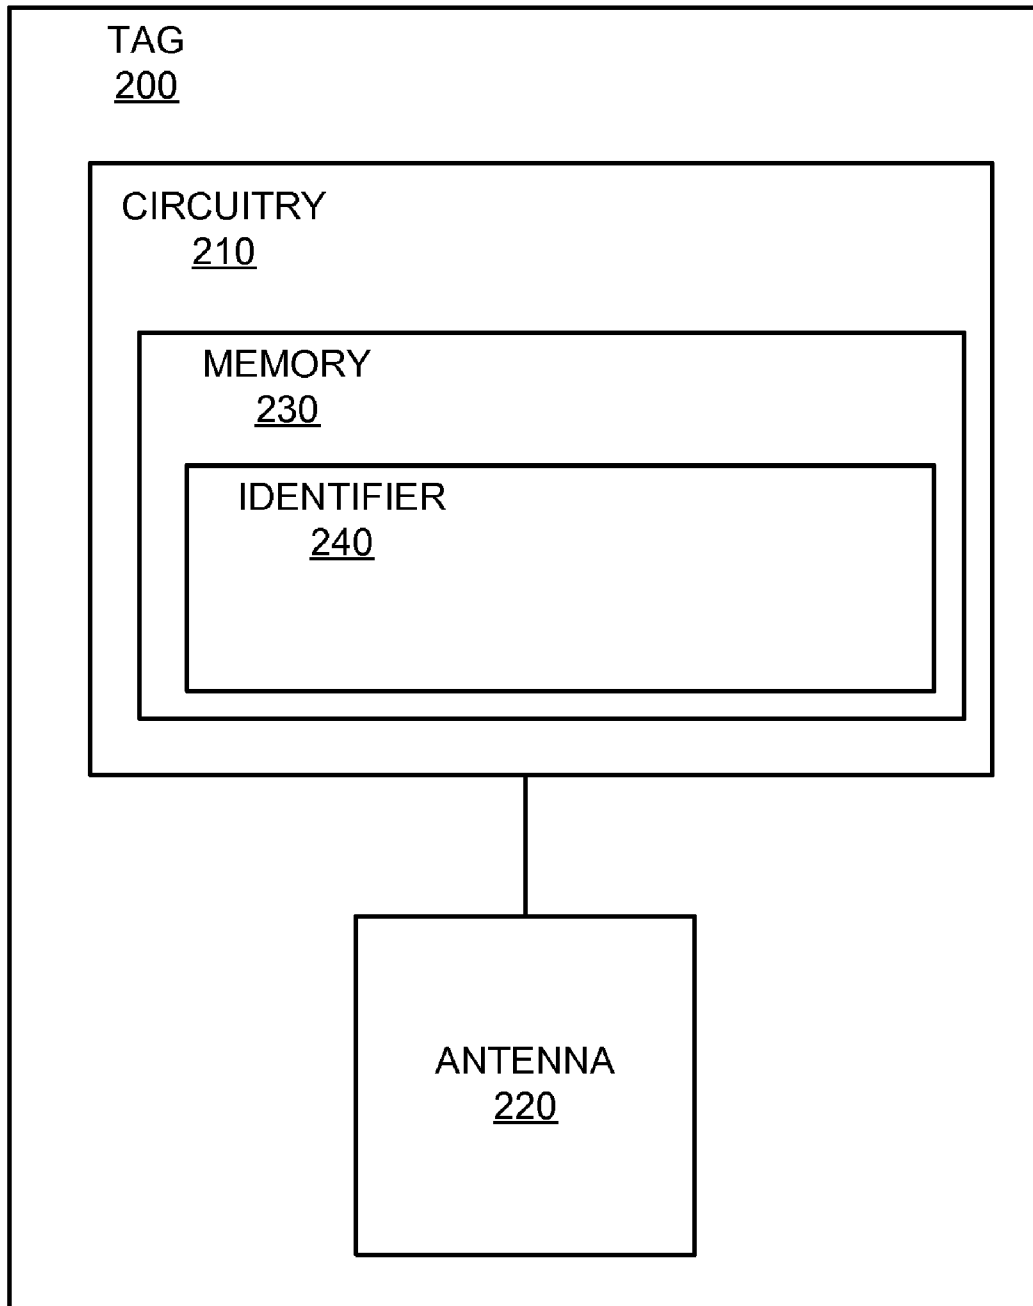 TAG
200
CIRCUITRY
210
MEMORY
230
IDENTIFIER
240
ANTENNA
220